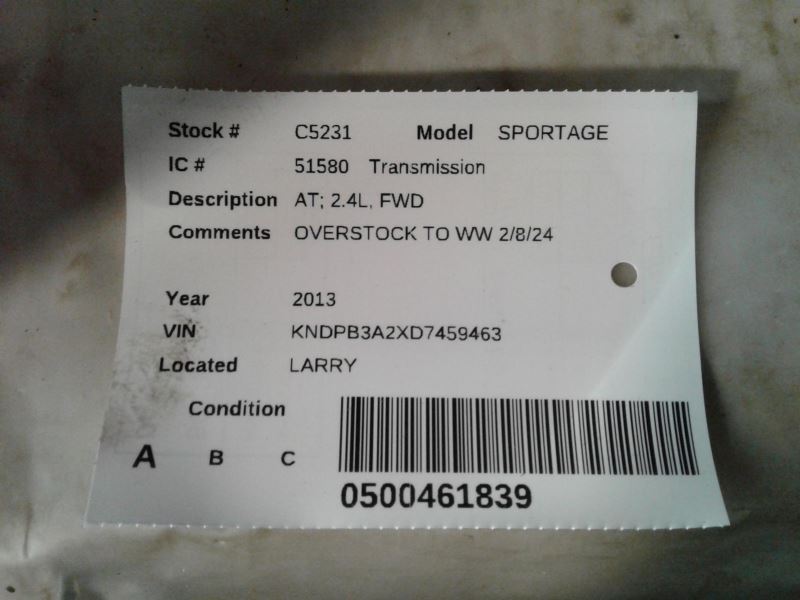 Stock # C5231 Model SPORTAGE
IC # 51580 Transmission
Description AT; 2.4L, FWD
Comments OVERSTOCK TO WW 2/8/24
Year 2013
VIN KNDPB3A2XD7459463
Located LARRY
Condition
A B C
0500461839